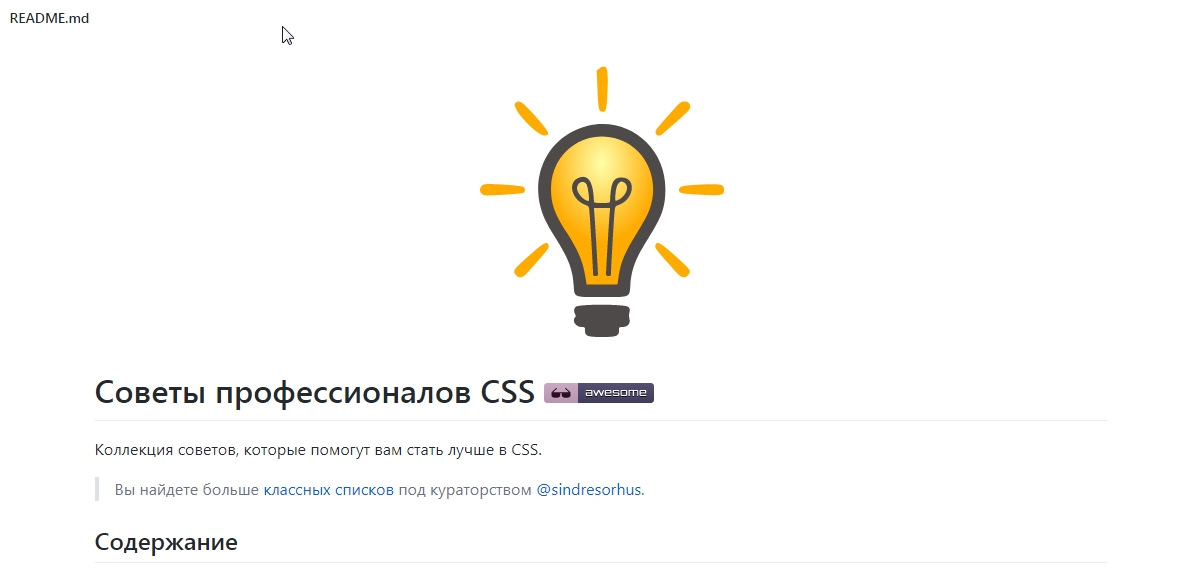 README.md
Советы профессионалов CSS awesome
Коллекция советов, которые помогут вам стать лучше в CSS.
Вы найдете больше классных списков под кураторством @sindresorhus.
Содержание